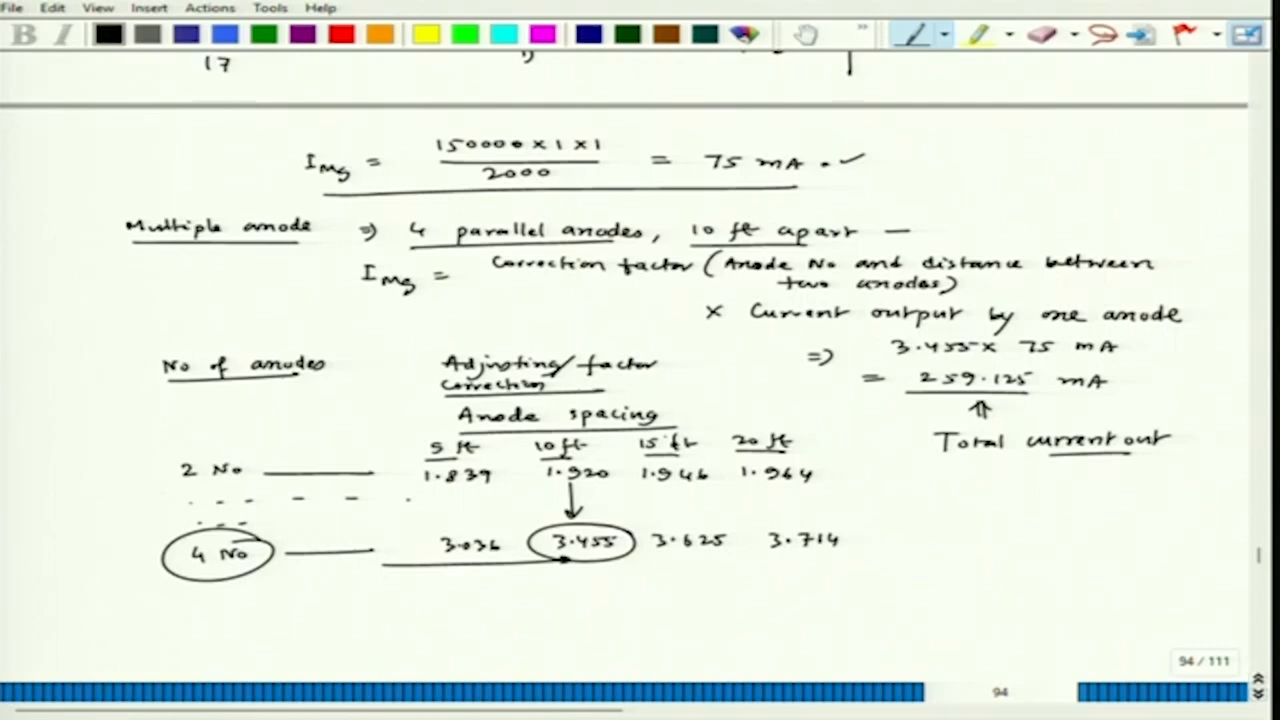 File Edit View Insert Actions Tools Help
B I
17
I_Mg = 150000 × 1 × 1 / 2000 = 75 mA. ✓
Multiple anode ⇒ 4 parallel anodes, 10 ft apart —
I_Mg = Correction factor (Anode No and distance between
two anodes)
× Current output by one anode
⇒ 3.455 × 75 mA
= 259.125 mA
⇑
Total current out
No of anodes Adjusting/factor
Correction
Anode spacing
5 ft 10 ft 15 ft 20 ft
2 No 1.839 1.920 1.946 1.964
4 No 3.036 3.455 3.625 3.714
94 / 111
94